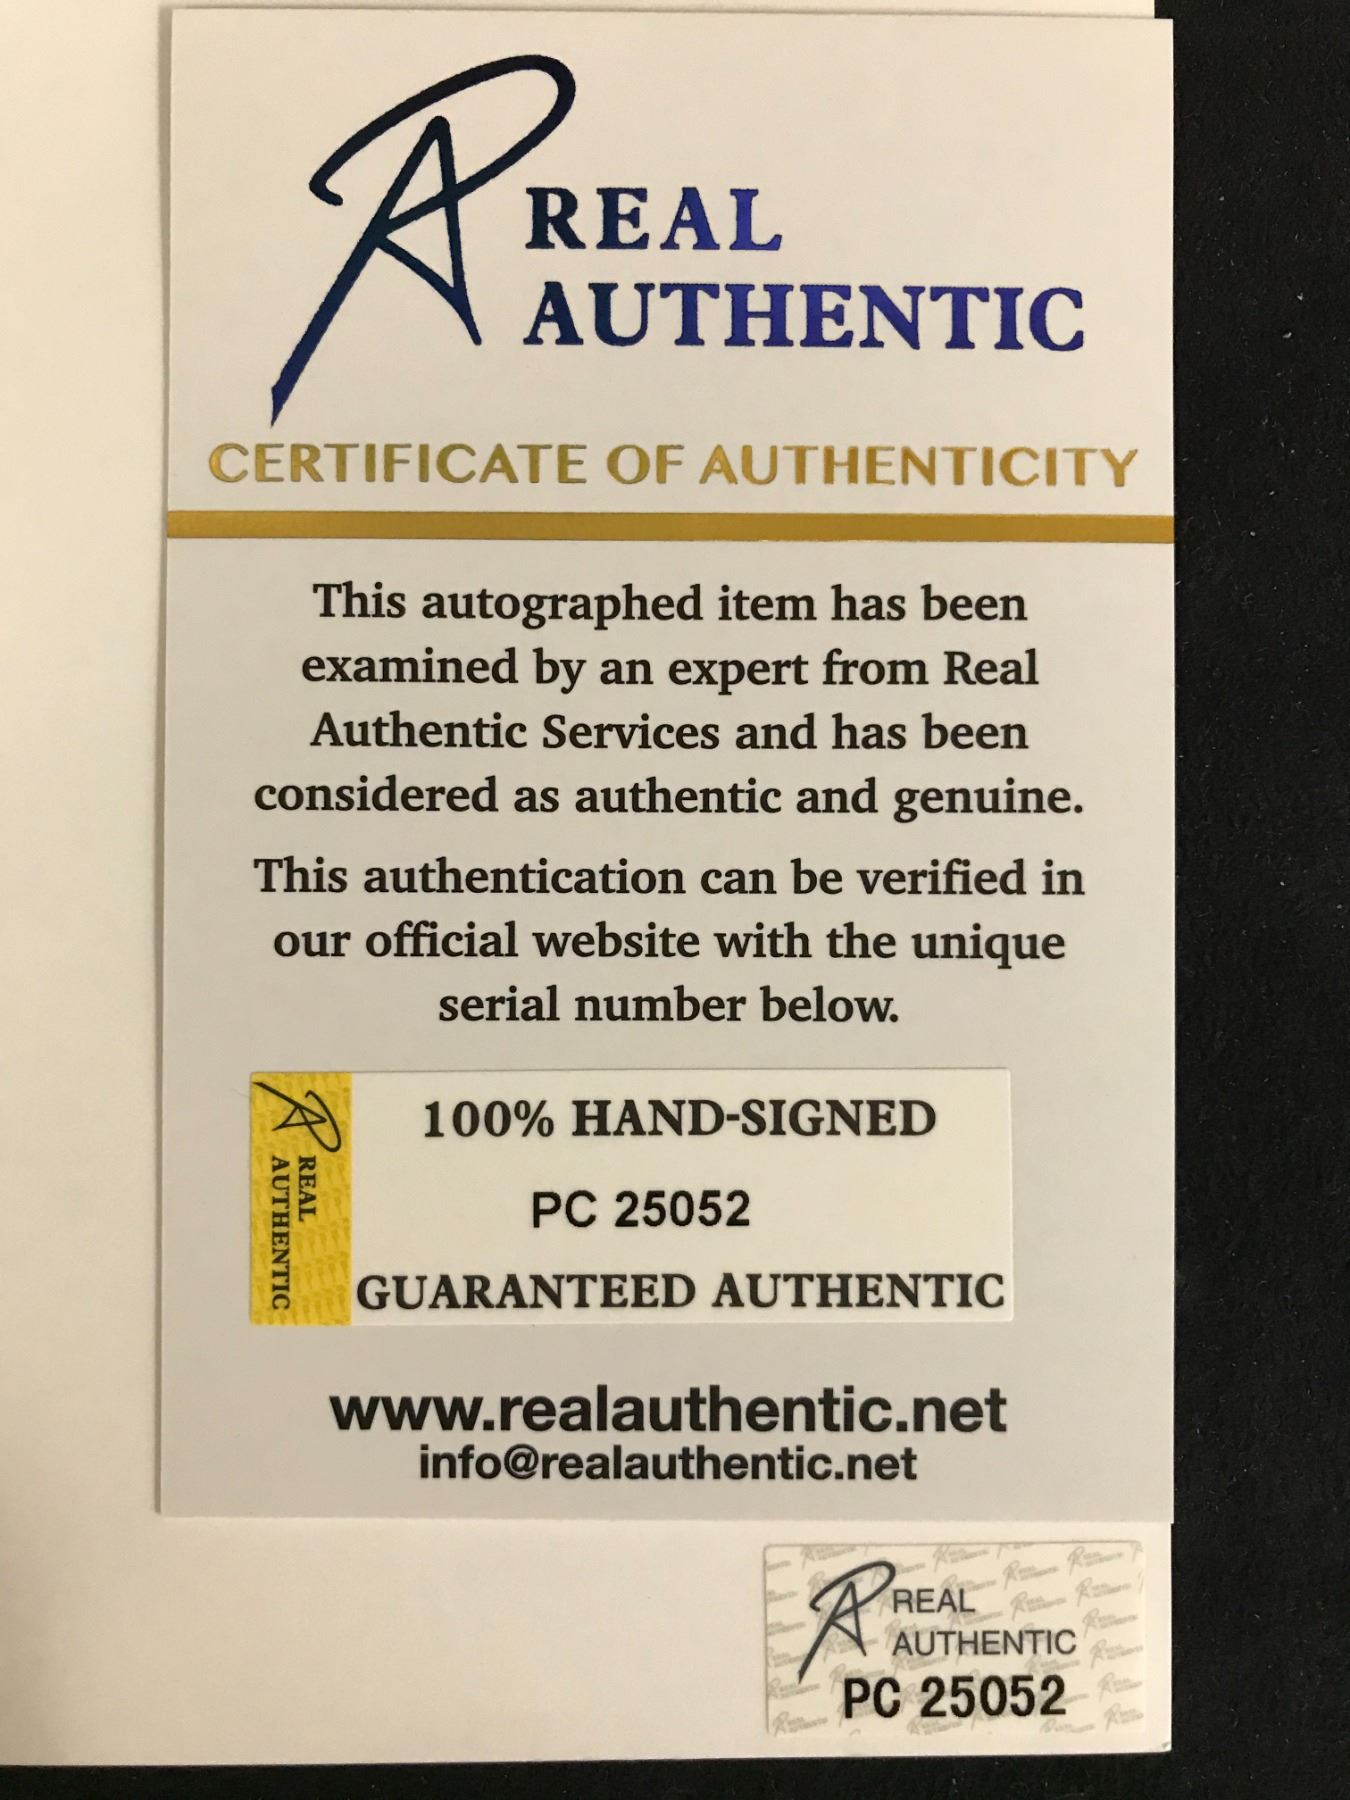 REAL
AUTHENTIC
CERTIFICATE OF AUTHENTICITY
This autographed item has been
examined by an expert from Real
Authentic Services and has been
considered as authentic and genuine.
This authentication can be verified in
our official website with the unique
serial number below.
REAL
AUTHENTIC
100% HAND-SIGNED
PC 25052
GUARANTEED AUTHENTIC
www.realauthentic.net
info@realauthentic.net
REAL
AUTHENTIC
PC 25052